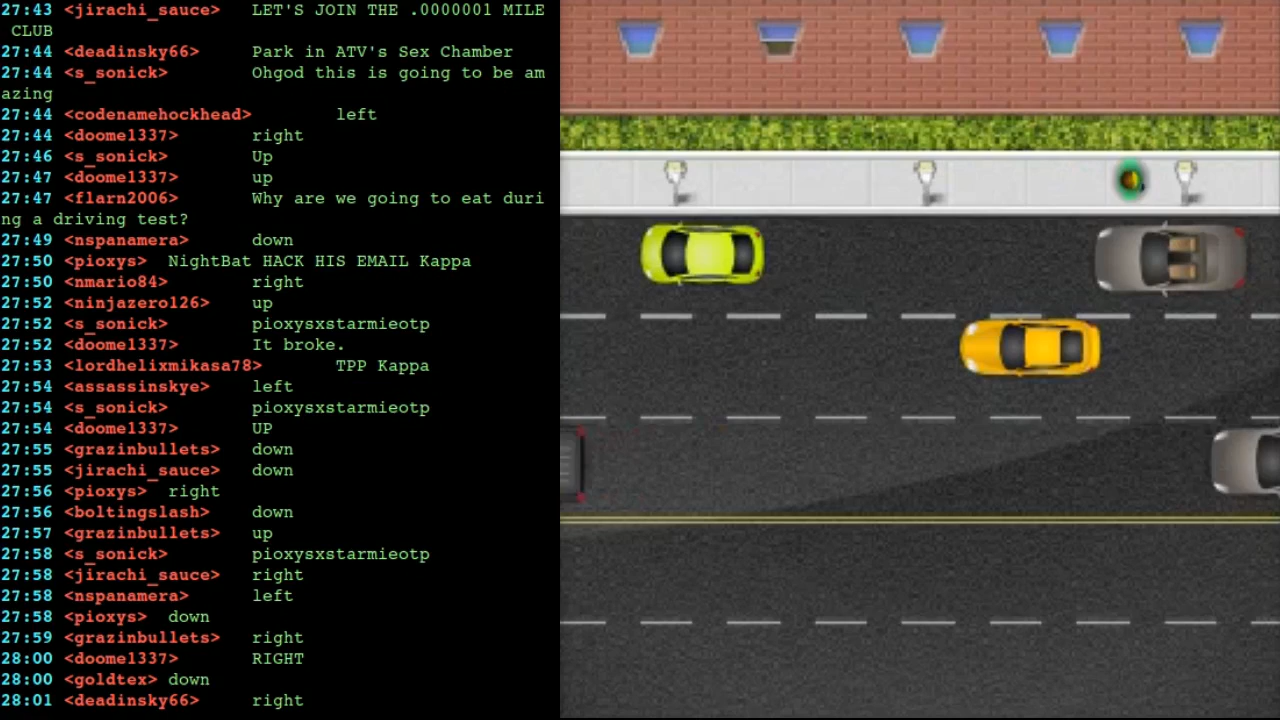 27:43 <jirachi_sauce> LET'S JOIN THE .0000001 MILE
CLUB
27:44 <deadinsky66> Park in ATV's Sex Chamber
27:44 <s_sonick> Ohgod this is going to be am
azing
27:44 <codenamehockhead> left
27:44 <doome1337> right
27:46 <s_sonick> Up
27:47 <doome1337> up
27:47 <flarn2006> Why are we going to eat duri
ng a driving test?
27:49 <nspanamera> down
27:50 <pioxys> NightBat HACK HIS EMAIL Kappa
27:50 <nmario84> right
27:52 <ninjazero126> up
27:52 <s_sonick> pioxysxstarmieotp
27:52 <doome1337> It broke.
27:53 <lordhelixmikasa78> TPP Kappa
27:54 <assassinskye> left
27:54 <s_sonick> pioxysxstarmieotp
27:54 <doome1337> UP
27:55 <grazinbullets> down
27:55 <jirachi_sauce> down
27:56 <pioxys> right
27:56 <boltingslash> down
27:57 <grazinbullets> up
27:58 <s_sonick> pioxysxstarmieotp
27:58 <jirachi_sauce> right
27:58 <nspanamera> left
27:58 <pioxys> down
27:59 <grazinbullets> right
28:00 <doome1337> RIGHT
28:00 <goldtex> down
28:01 <deadinsky66> right